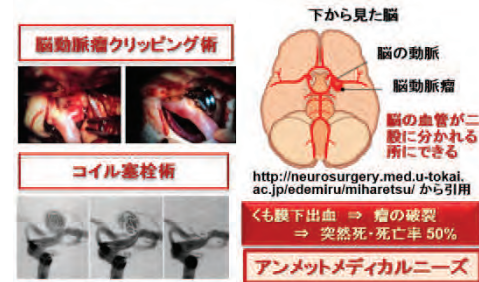 脳動脈瘤クリッピング術
コイル塞栓術
下から見た脳
脳の動脈
脳動脈瘤
脳の血管が二
股に分かれる
所にできる
http://neurosurgery.med.u-tokai.
ac.jp/edemiru/miharetsu/ から引用
くも膜下出血 ⇒ 瘤の破裂
⇒ 突然死・死亡率 50%
アンメットメディカルニーズ